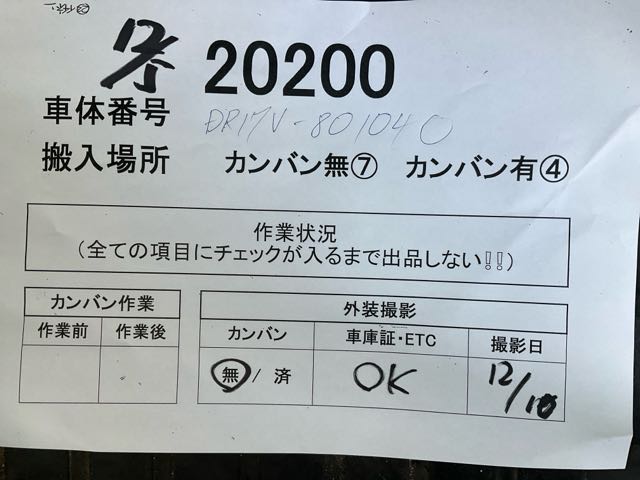 20200
車体番号 DR17V-801040
搬入場所 カンバン無⑦ カンバン有④
作業状況
(全ての項目にチェックが入るまで出品しない!!)
カンバン作業
作業前 作業後
外装撮影
カンバン 車庫証・ETC 撮影日
無/済 OK 12/10